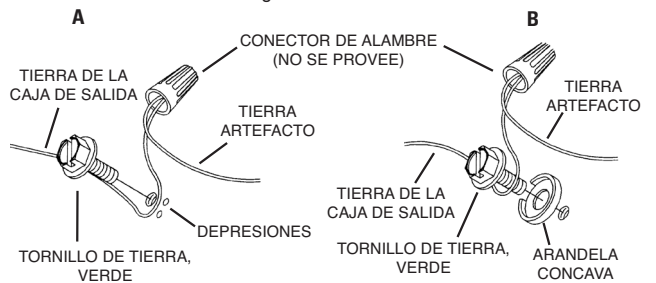 A
B
CONECTOR DE ALAMBRE
(NO SE PROVEE)
TIERRA DE LA
CAJA DE SALIDA
TIERRA
ARTEFACTO
DEPRESIONES
TORNILLO DE TIERRA,
VERDE
TIERRA
ARTEFACTO
TIERRA DE LA
CAJA DE SALIDA
TORNILLO DE TIERRA,
VERDE
ARANDELA
CONCAVA